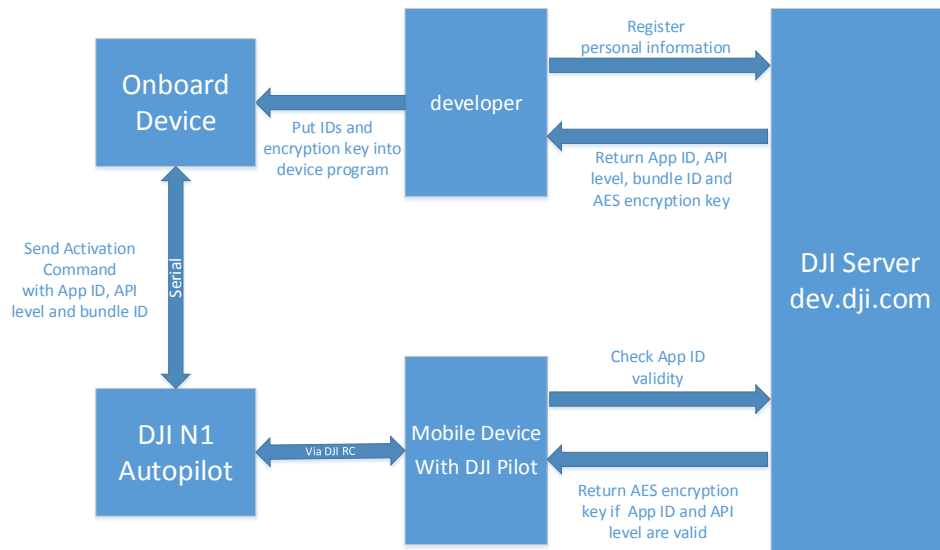 Register
personal information
Onboard
Device
developer
Put IDs and
encryption key into
device program
Return App ID, API
level, bundle ID and
AES encryption key
Send Activation
Command
with App ID, API
level and bundle ID
Serial
DJI Server
dev.dji.com
Check App ID
validity
DJI N1
Autopilot
Via DJI RC
Mobile Device
With DJI Pilot
Return AES encryption
key if App ID and API
level are valid